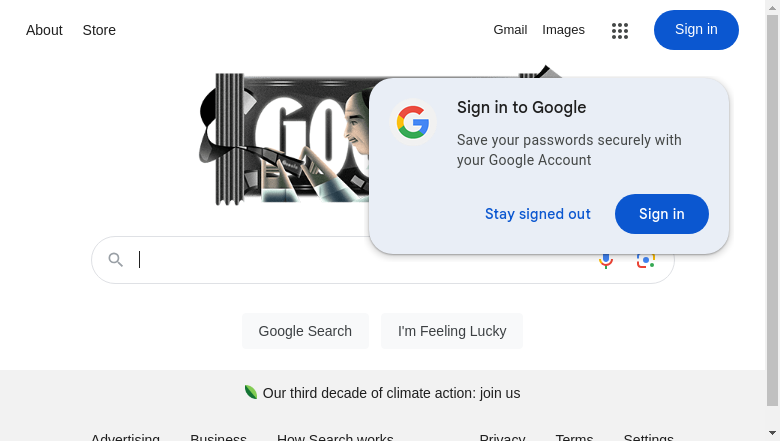 About Store Gmail Images Sign in
Sign in to Google
Save your passwords securely with
your Google Account
Stay signed out Sign in
Google Search I'm Feeling Lucky
Our third decade of climate action: join us
Advertising Business How Search works Privacy Terms Settings